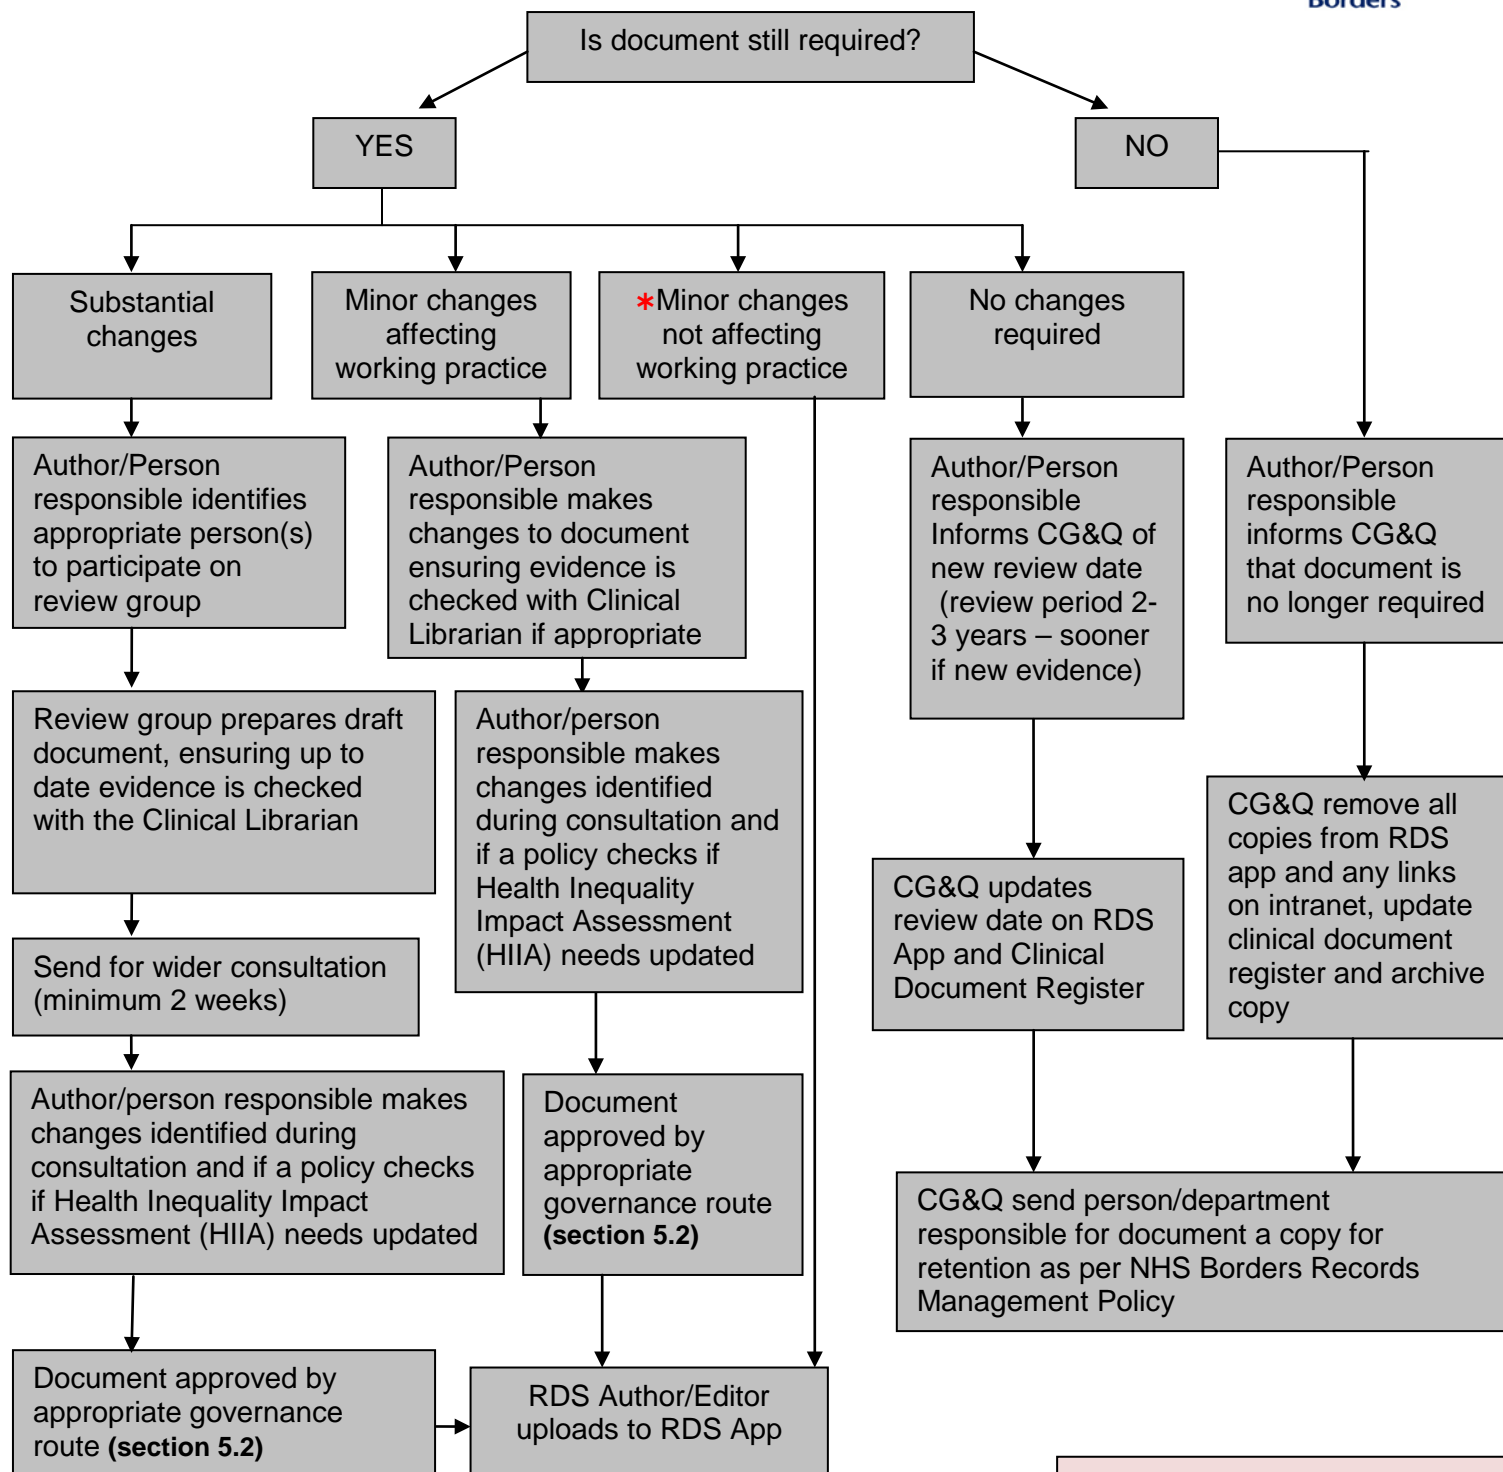 Borders
Is document still required?
YES
NO
Substantial
changes
Minor changes
affecting
working practice
*Minor changes
not affecting
working practice
No changes
required
Author/Person
responsible identifies
appropriate person(s)
to participate on
review group
Author/Person
responsible makes
changes to document
ensuring evidence is
checked with Clinical
Librarian if appropriate
Author/Person
responsible
Informs CG&Q of
new review date
(review period 2-
3 years – sooner
if new evidence)
Author/Person
responsible
informs CG&Q
that document is
no longer required
Review group prepares draft
document, ensuring up to
date evidence is checked
with the Clinical Librarian
Author/person
responsible makes
changes identified
during consultation and
if a policy checks if
Health Inequality
Impact Assessment
(HIIA) needs updated
CG&Q updates
review date on RDS
App and Clinical
Document Register
CG&Q remove all
copies from RDS
app and any links
on intranet, update
clinical document
register and archive
copy
Send for wider consultation
(minimum 2 weeks)
Author/person responsible makes
changes identified during
consultation and if a policy checks
if Health Inequality Impact
Assessment (HIIA) needs updated
Document
approved by
appropriate
governance route
(section 5.2)
CG&Q send person/department
responsible for document a copy for
retention as per NHS Borders Records
Management Policy
Document approved by
appropriate governance
route (section 5.2)
RDS Author/Editor
uploads to RDS App